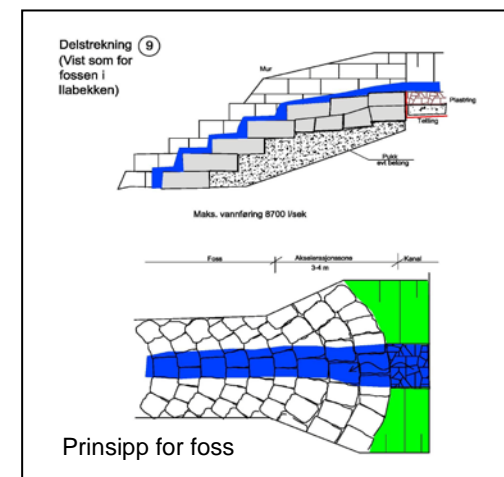 Delstrekning 9
(Vist som for
fossen i
Ilabekken)
Mur
Plastring
Tetting
Pukk
evt betong
Maks. vannføring 8700 l/sek
Foss
Akselerasjonssone
3-4 m
Kanal
Prinsipp for foss